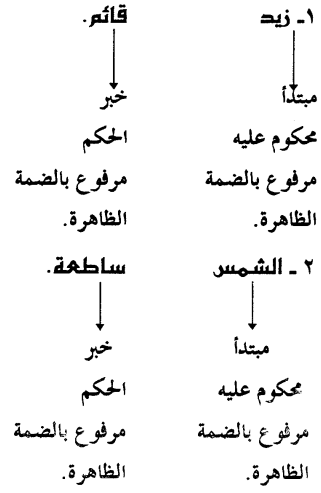 ١ـ زيد قائم.
مبتدأ خبر
محكوم عليه الحكم
مرفوع بالضمة مرفوع بالضمة
الظاهرة. الظاهرة.
٢ ـ الشمس ساطعة.
مبتدأ خبر
محكوم عليه الحكم
مرفوع بالضمة مرفوع بالضمة
الظاهرة. الظاهرة.